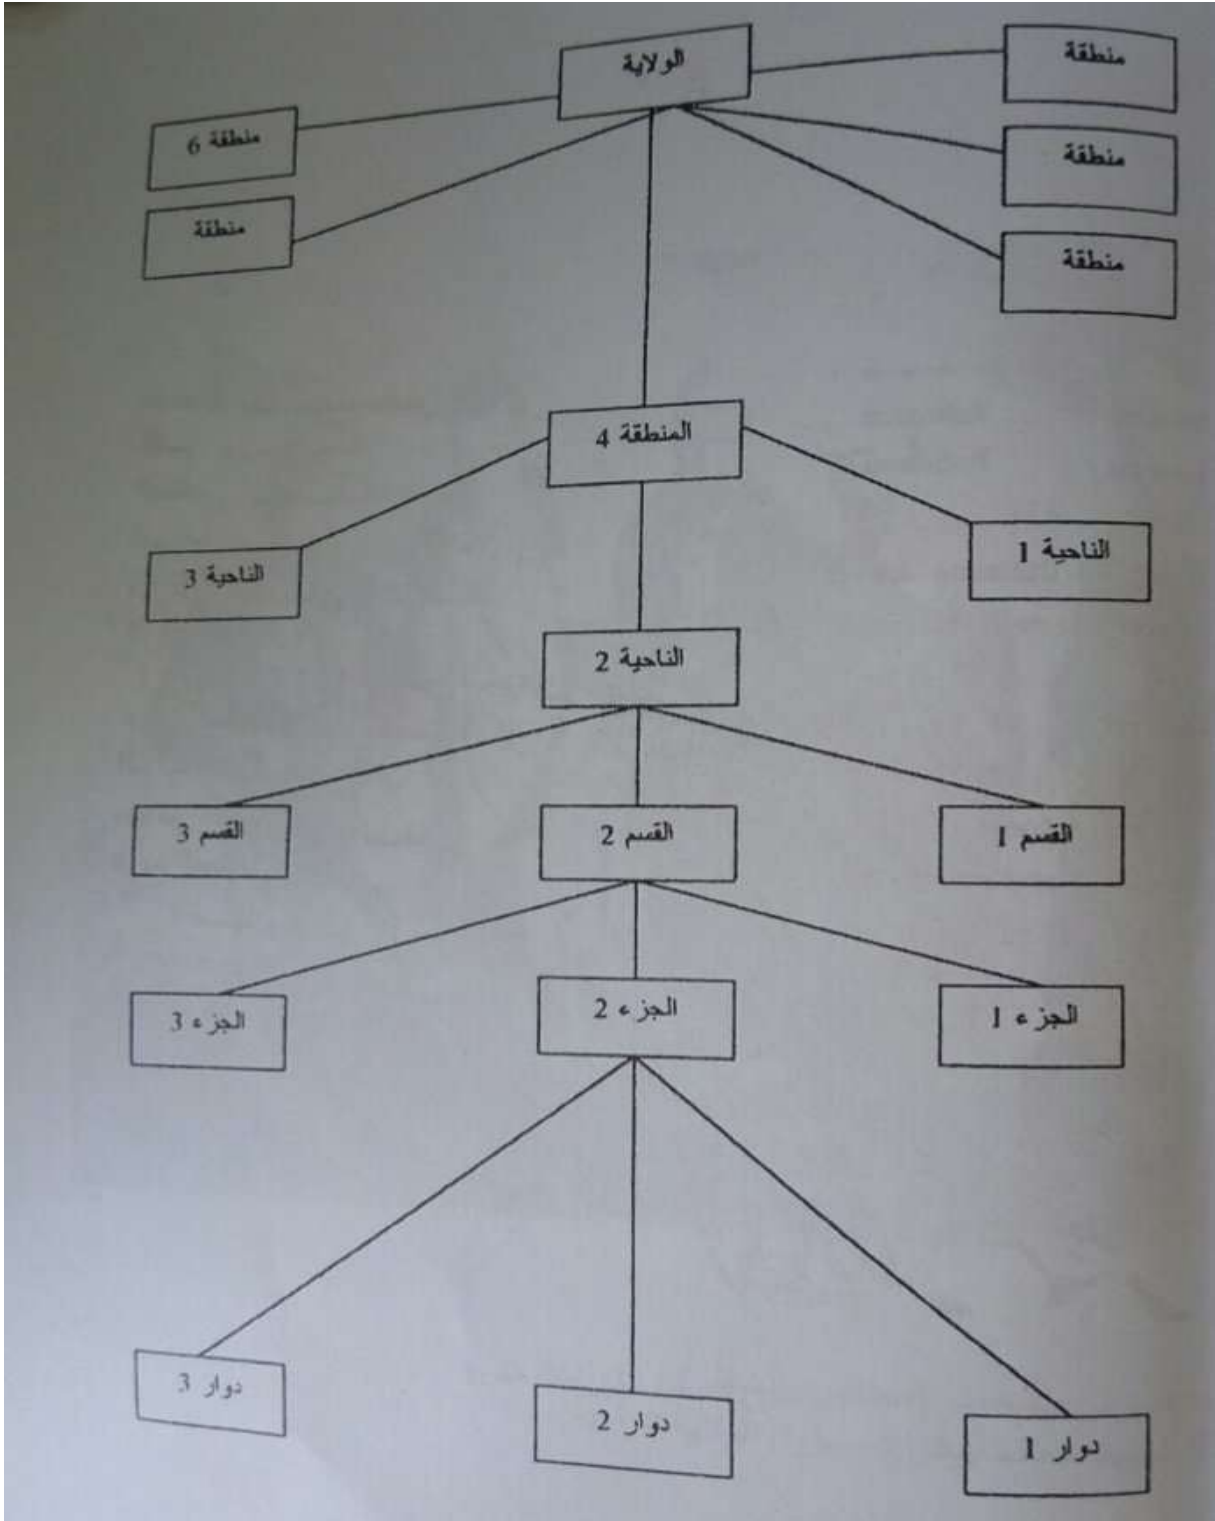 الولاية
منطقة
منطقة
منطقة
منطقة 6
منطقة
المنطقة 4
الناحية 1
الناحية 2
الناحية 3
القسم 1
القسم 2
القسم 3
الجزء 1
الجزء 2
الجزء 3
دوار 1
دوار 2
دوار 3